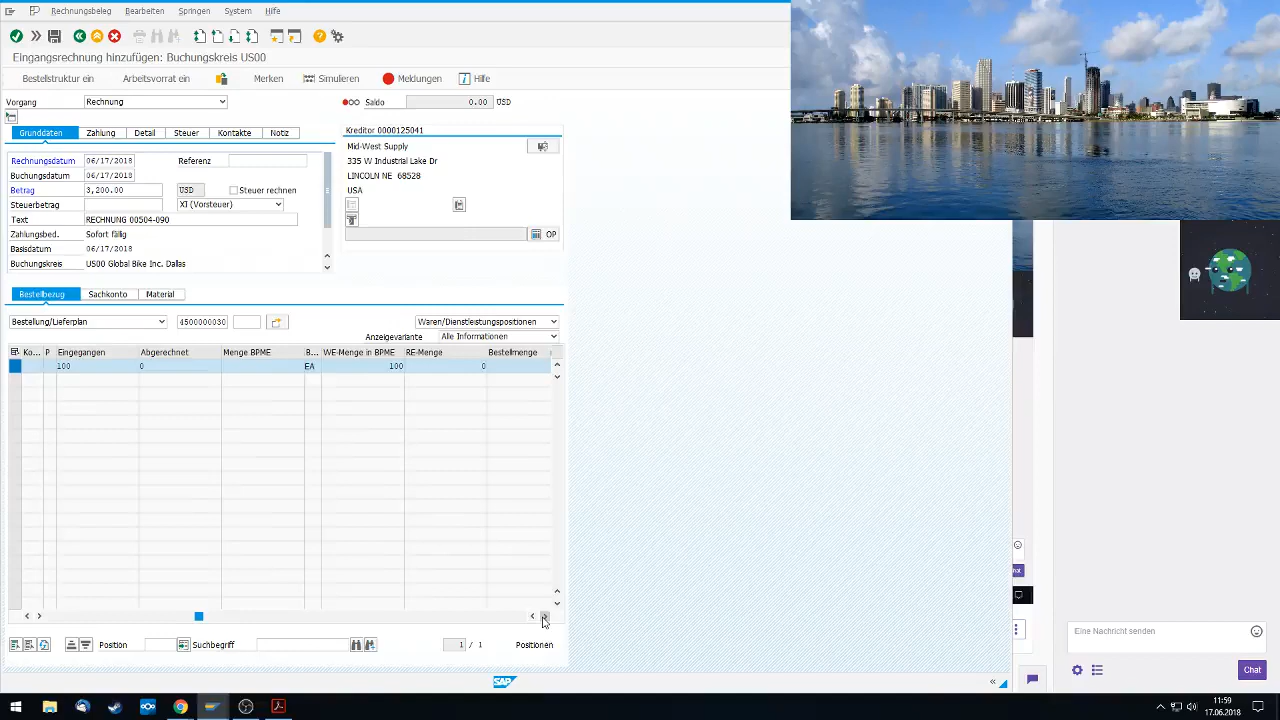 Rechnungsbeleg Bearbeiten Springen System Hilfe
Eingangsrechnung hinzufügen: Buchungskreis US00
Bestellstruktur ein Arbeitsvorrat ein Merken Simulieren Meldungen Hilfe
Vorgang Rechnung Saldo 0.00 USD
Grunddaten Zahlung Detail Steuer Kontakte Notiz
Kreditor 0000125041
Mid-West Supply
335 W Industrial Lake Dr
LINCOLN NE 68528
USA
OP
Rechnungsdatum 06/17/2018 Referenz
Buchungsdatum 06/17/2018
Betrag 3,200.00 USD Steuer rechnen
Steuerbetrag XI (Vorsteuer)
Text RECHNUNG 00504-090
Zahlungsbed. Sofort fällig
Basisdatum 06/17/2018
Buchungskreis US00 Global Bike Inc. Dallas
Bestellbezug Sachkonto Material
Bestellung/Lieferplan 4500000030 Waren/Dienstleistungspositionen
Anzeigevariante Alle Informationen
Ko... P Eingegangen Abgerechnet Menge BPME B... WE-Menge in BPME RE-Menge Bestellmenge
100 0 EA 100 0
Position Suchbegriff 1 / 1 Positionen
SAP
Eine Nachricht senden
Chat
11:59
17.06.2018